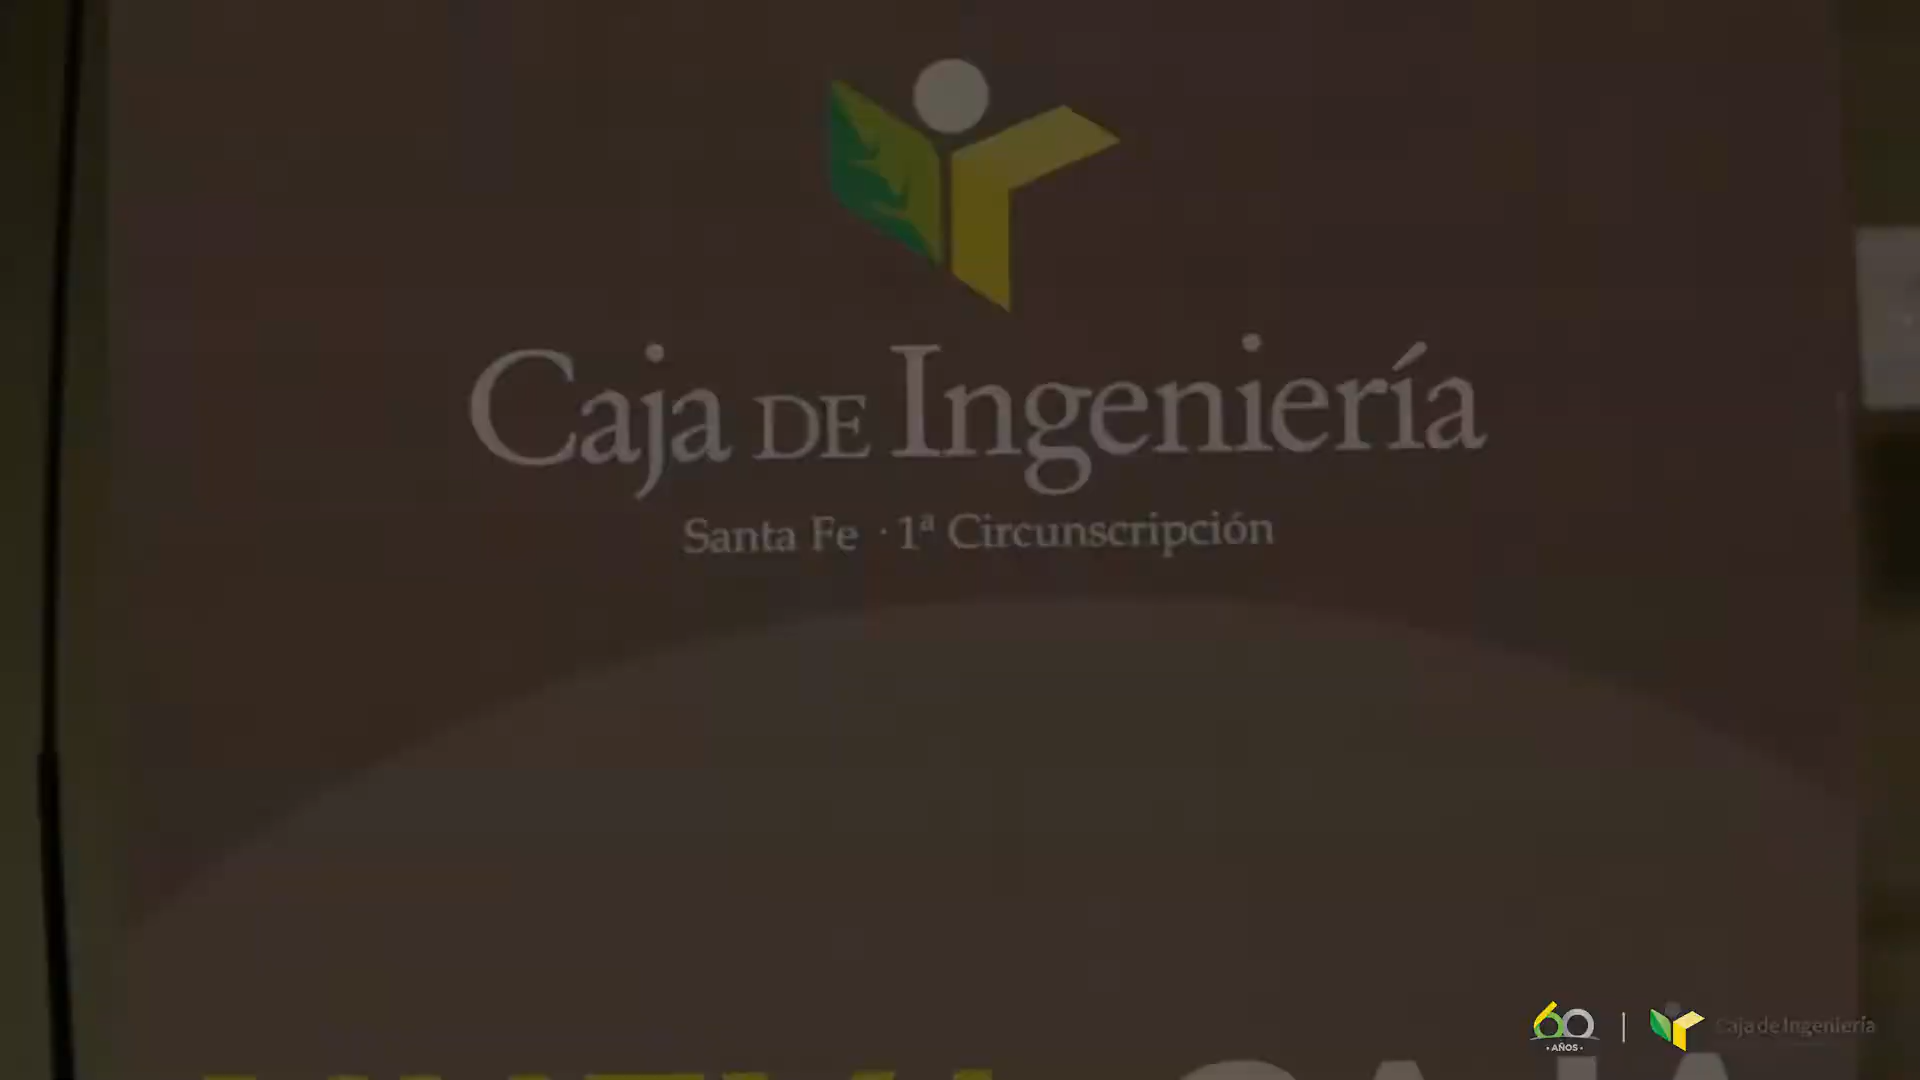 Caja DE Ingeniería
Santa Fe · 1ª Circunscripción
60
• AÑOS •
Caja de Ingeniería